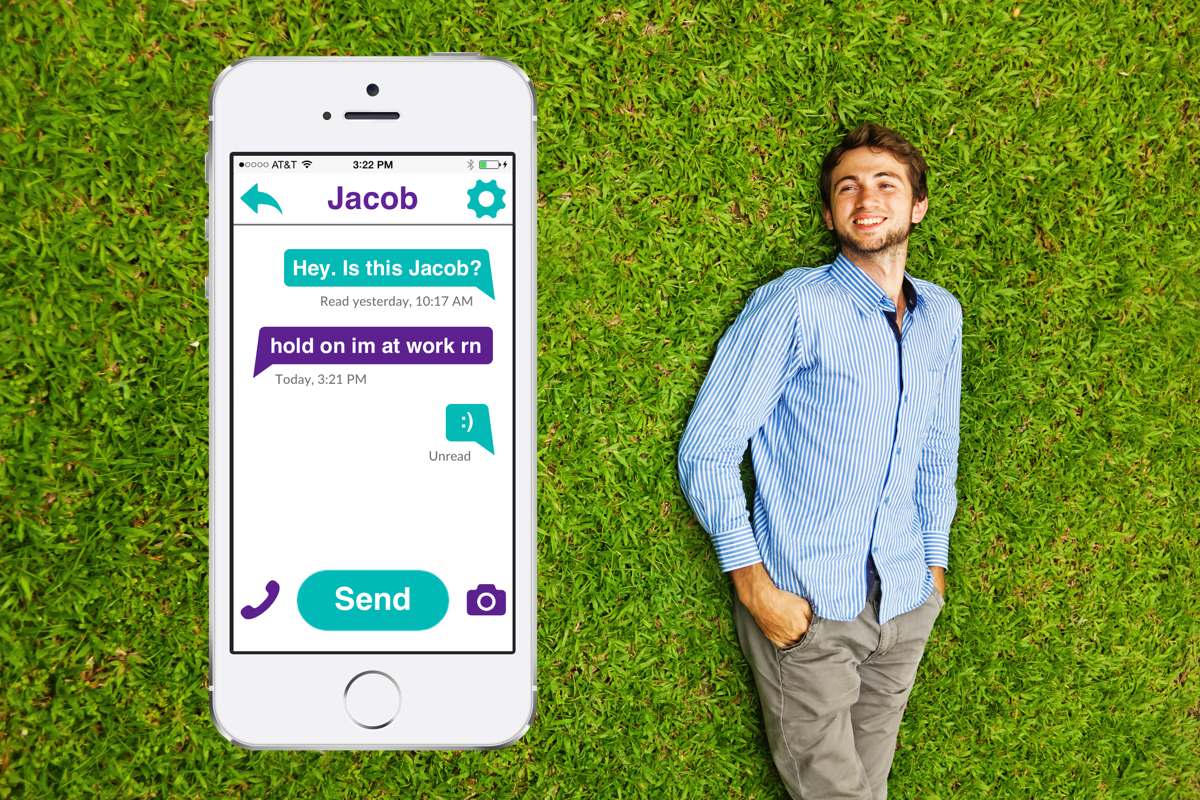 AT&T 3:22 PM
Jacob
Hey. Is this Jacob?
Read yesterday, 10:17 AM
hold on im at work rn
Today, 3:21 PM
:)
Unread
Send